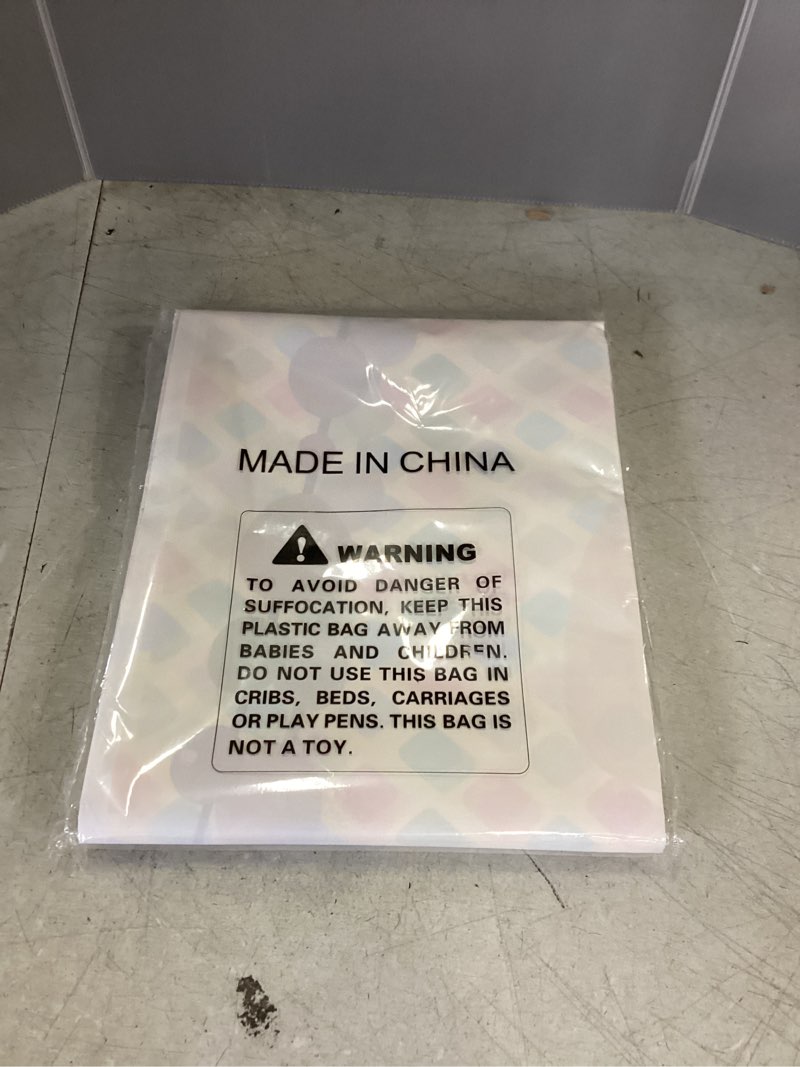 MADE IN CHINA
WARNING
TO AVOID DANGER OF
SUFFOCATION, KEEP THIS
PLASTIC BAG AWAY FROM
BABIES AND CHILDREN.
DO NOT USE THIS BAG IN
CRIBS, BEDS, CARRIAGES
OR PLAY PENS. THIS BAG IS
NOT A TOY.